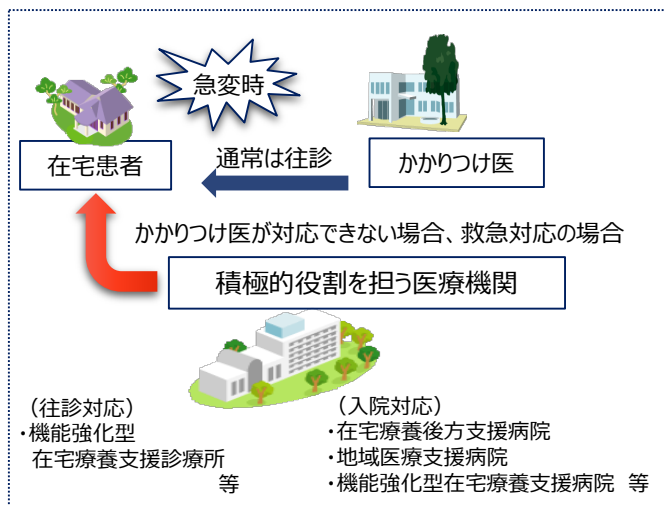 急変時
在宅患者
通常は往診
かかりつけ医
かかりつけ医が対応できない場合、救急対応の場合
積極的役割を担う医療機関
（往診対応）
・機能強化型
在宅療養支援診療所
等
（入院対応）
・在宅療養後方支援病院
・地域医療支援病院
・機能強化型在宅療養支援病院 等